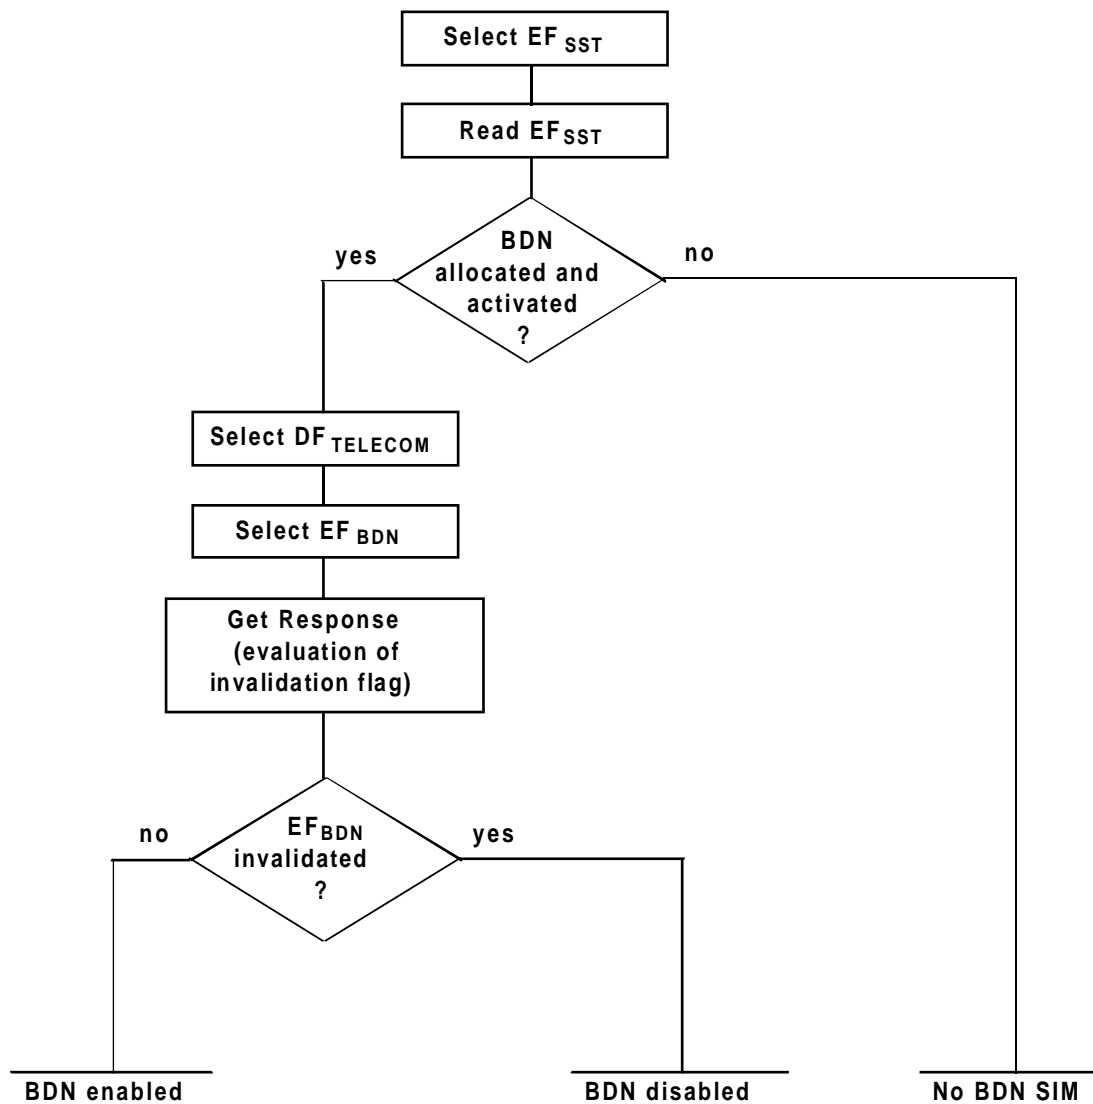 Select EF SST
Read EF SST
BDN
allocated and
activated
?
yes
no
Select DF TELECOM
Select EF BDN
Get Response
(evaluation of
invalidation flag)
EF BDN
invalidated
?
no
yes
BDN enabled
BDN disabled
No BDN SIM